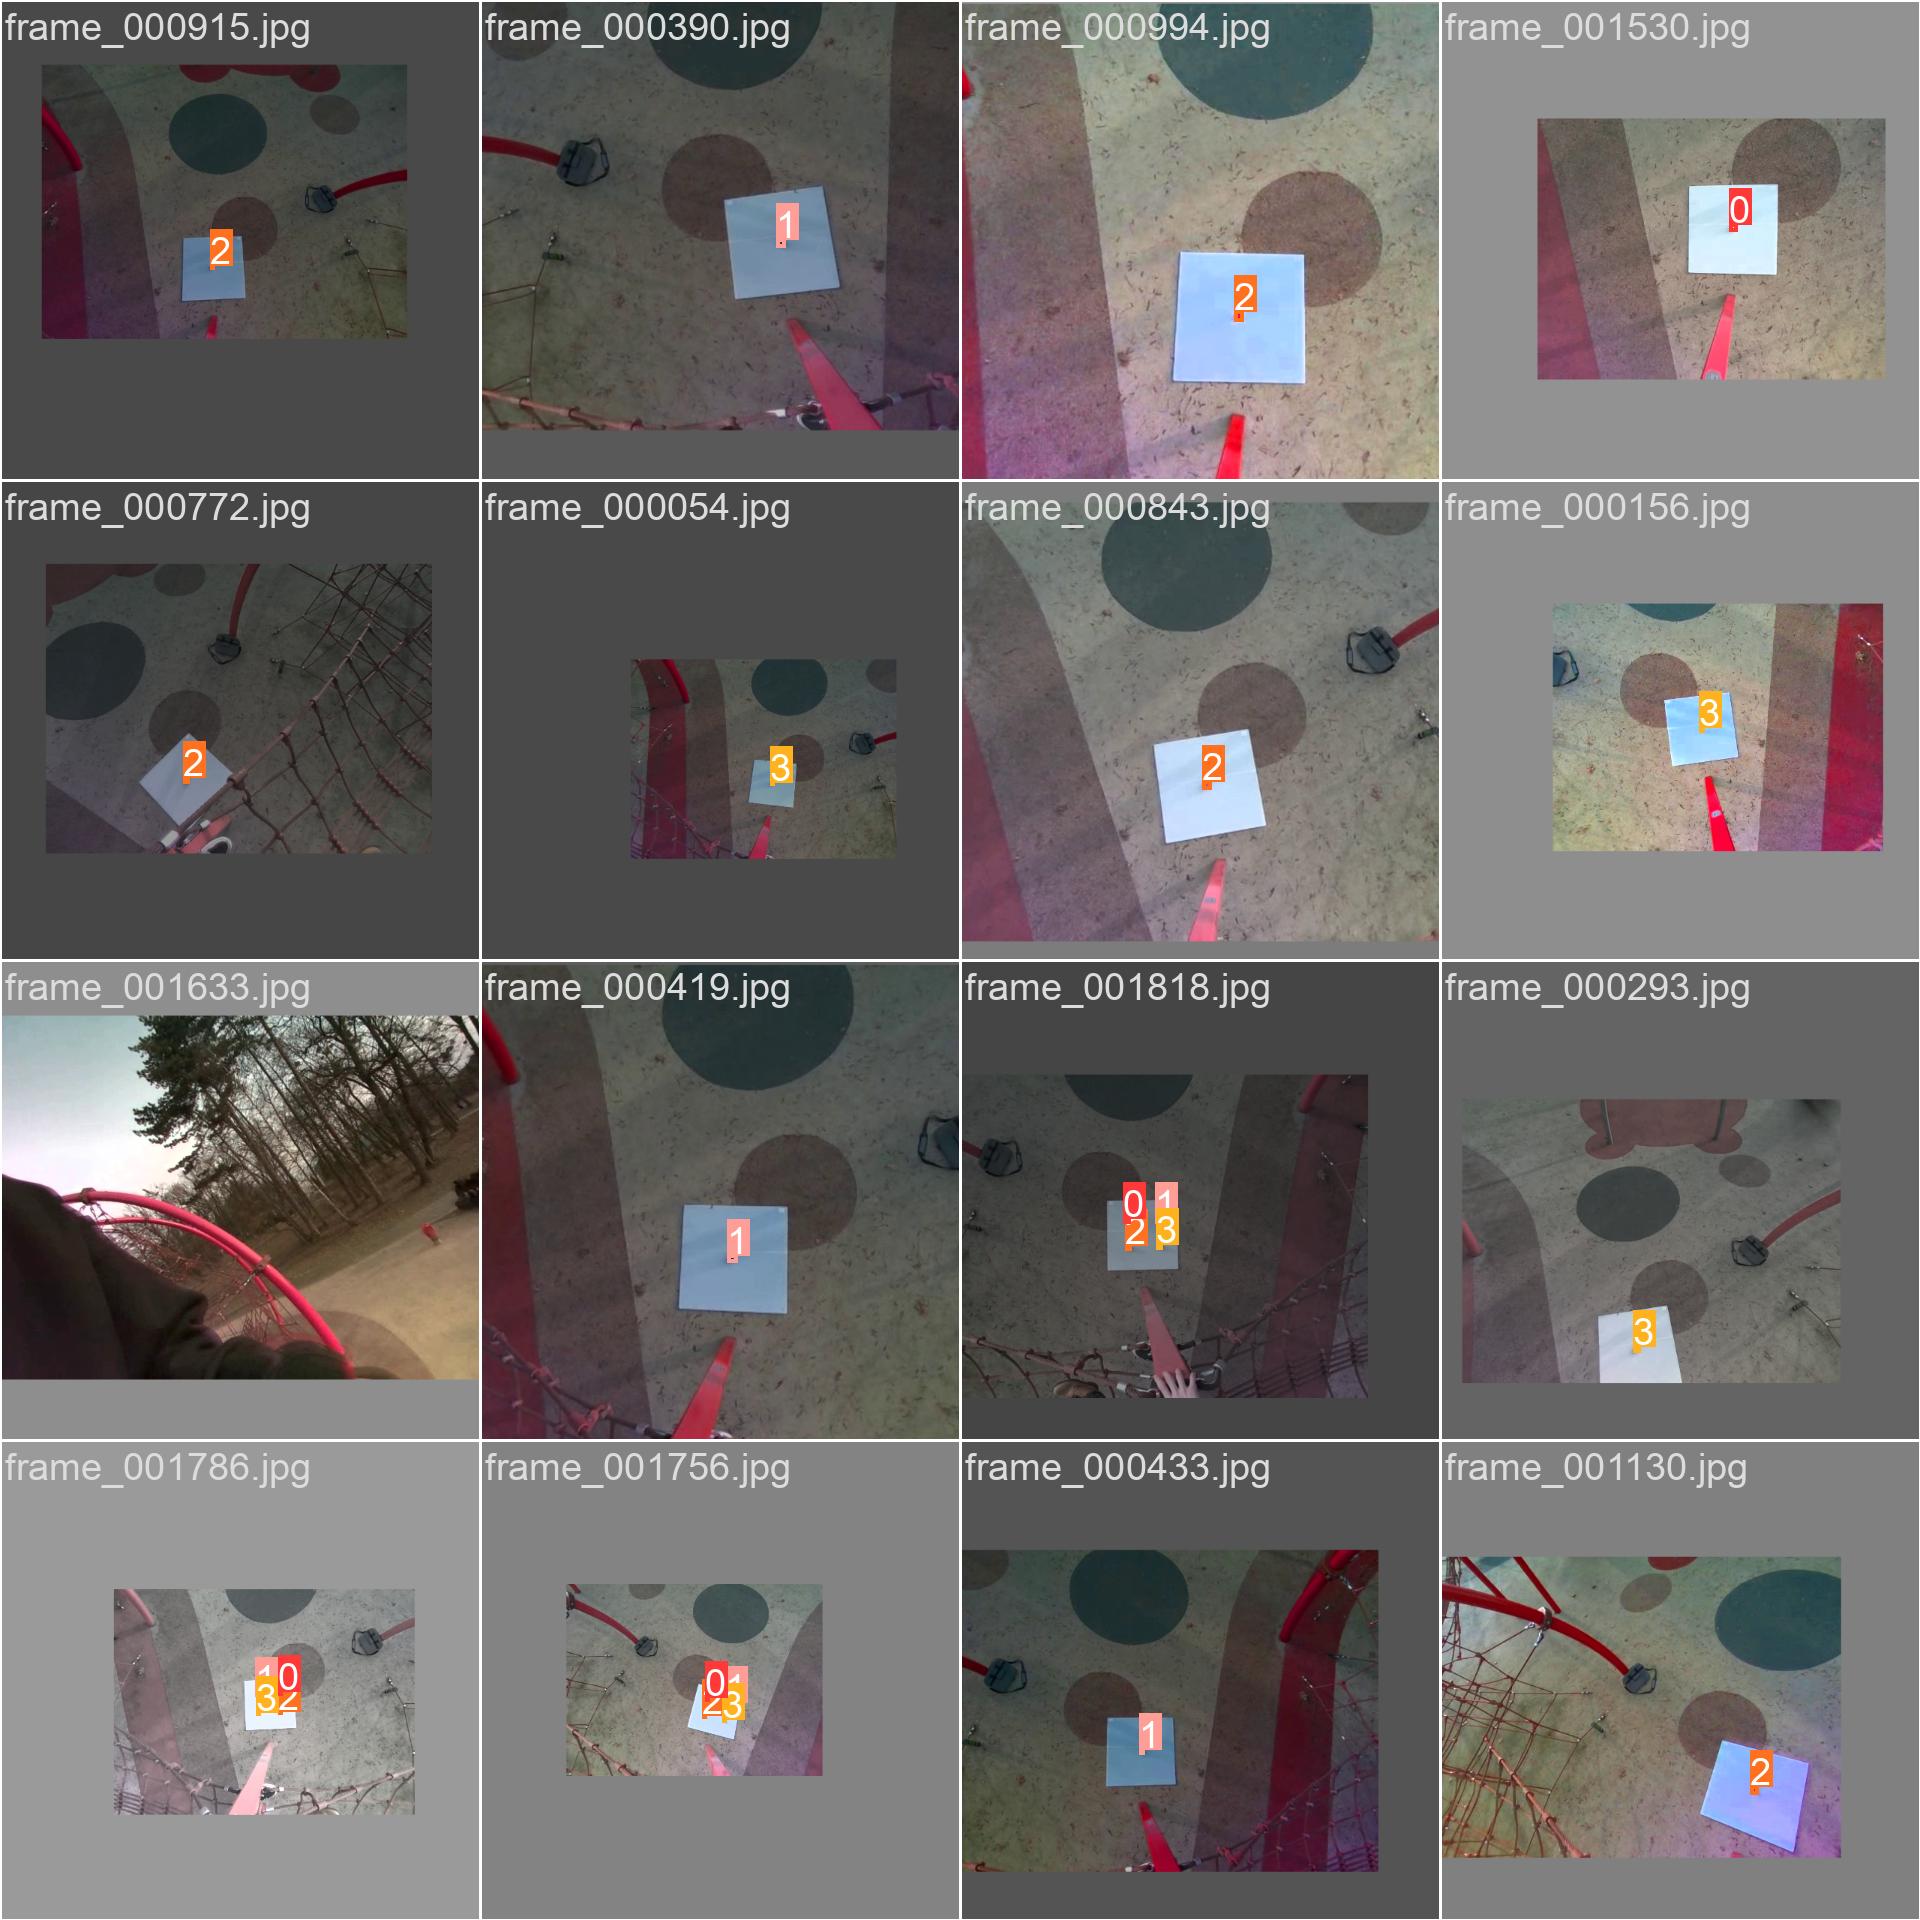 frame_000915.jpg
2
frame_000390.jpg
1
frame_000994.jpg
2
frame_001530.jpg
0
frame_000772.jpg
2
frame_000054.jpg
3
frame_000843.jpg
2
frame_000156.jpg
3
frame_001633.jpg
frame_000419.jpg
1
frame_001818.jpg
0 1
2 3
frame_000293.jpg
3
frame_001786.jpg
1 0
3 2
frame_001756.jpg
0 1
2 3
frame_000433.jpg
1
frame_001130.jpg
2